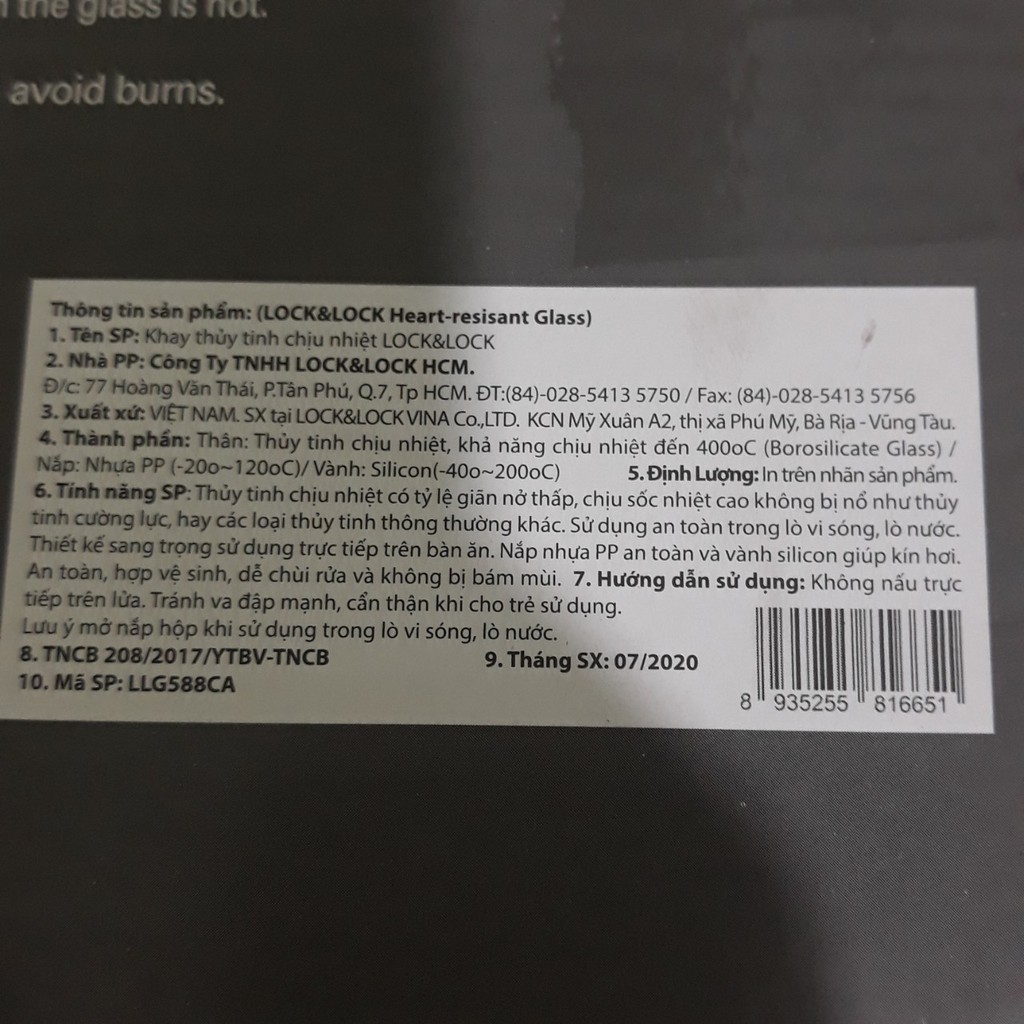 the glass is hot.
avoid burns.
Thông tin sản phẩm: (LOCK&LOCK Heart-resisant Glass)
1. Tên SP: Khay thủy tinh chịu nhiệt LOCK&LOCK
2. Nhà PP: Công Ty TNHH LOCK&LOCK HCM.
Đ/c: 77 Hoàng Văn Thái, P.Tân Phú, Q.7, Tp HCM. ĐT:(84)-028-5413 5750 / Fax: (84)-028-5413 5756
3. Xuất xứ: VIỆT NAM. SX tại LOCK&LOCK VINA Co.,LTD. KCN Mỹ Xuân A2, thị xã Phú Mỹ, Bà Rịa - Vũng Tàu.
4. Thành phần: Thân: Thủy tinh chịu nhiệt, khả năng chịu nhiệt đến 400oC (Borosilicate Glass) /
Nắp: Nhựa PP (-20o~120oC)/ Vành: Silicon(-40o~200oC) 5. Định Lượng: In trên nhãn sản phẩm.
6. Tính năng SP: Thủy tinh chịu nhiệt có tỷ lệ giãn nở thấp, chịu sốc nhiệt cao không bị nổ như thủy
tinh cường lực, hay các loại thủy tinh thông thường khác. Sử dụng an toàn trong lò vi sóng, lò nước.
Thiết kế sang trọng sử dụng trực tiếp trên bàn ăn. Nắp nhựa PP an toàn và vành silicon giúp kín hơi.
An toàn, hợp vệ sinh, dễ chùi rửa và không bị bám mùi. 7. Hướng dẫn sử dụng: Không nấu trực
tiếp trên lửa. Tránh va đập mạnh, cẩn thận khi cho trẻ sử dụng.
Lưu ý mở nắp hộp khi sử dụng trong lò vi sóng, lò nước.
8. TNCB 208/2017/YTBV-TNCB 9. Tháng SX: 07/2020
10. Mã SP: LLG588CA
8 935255 816651